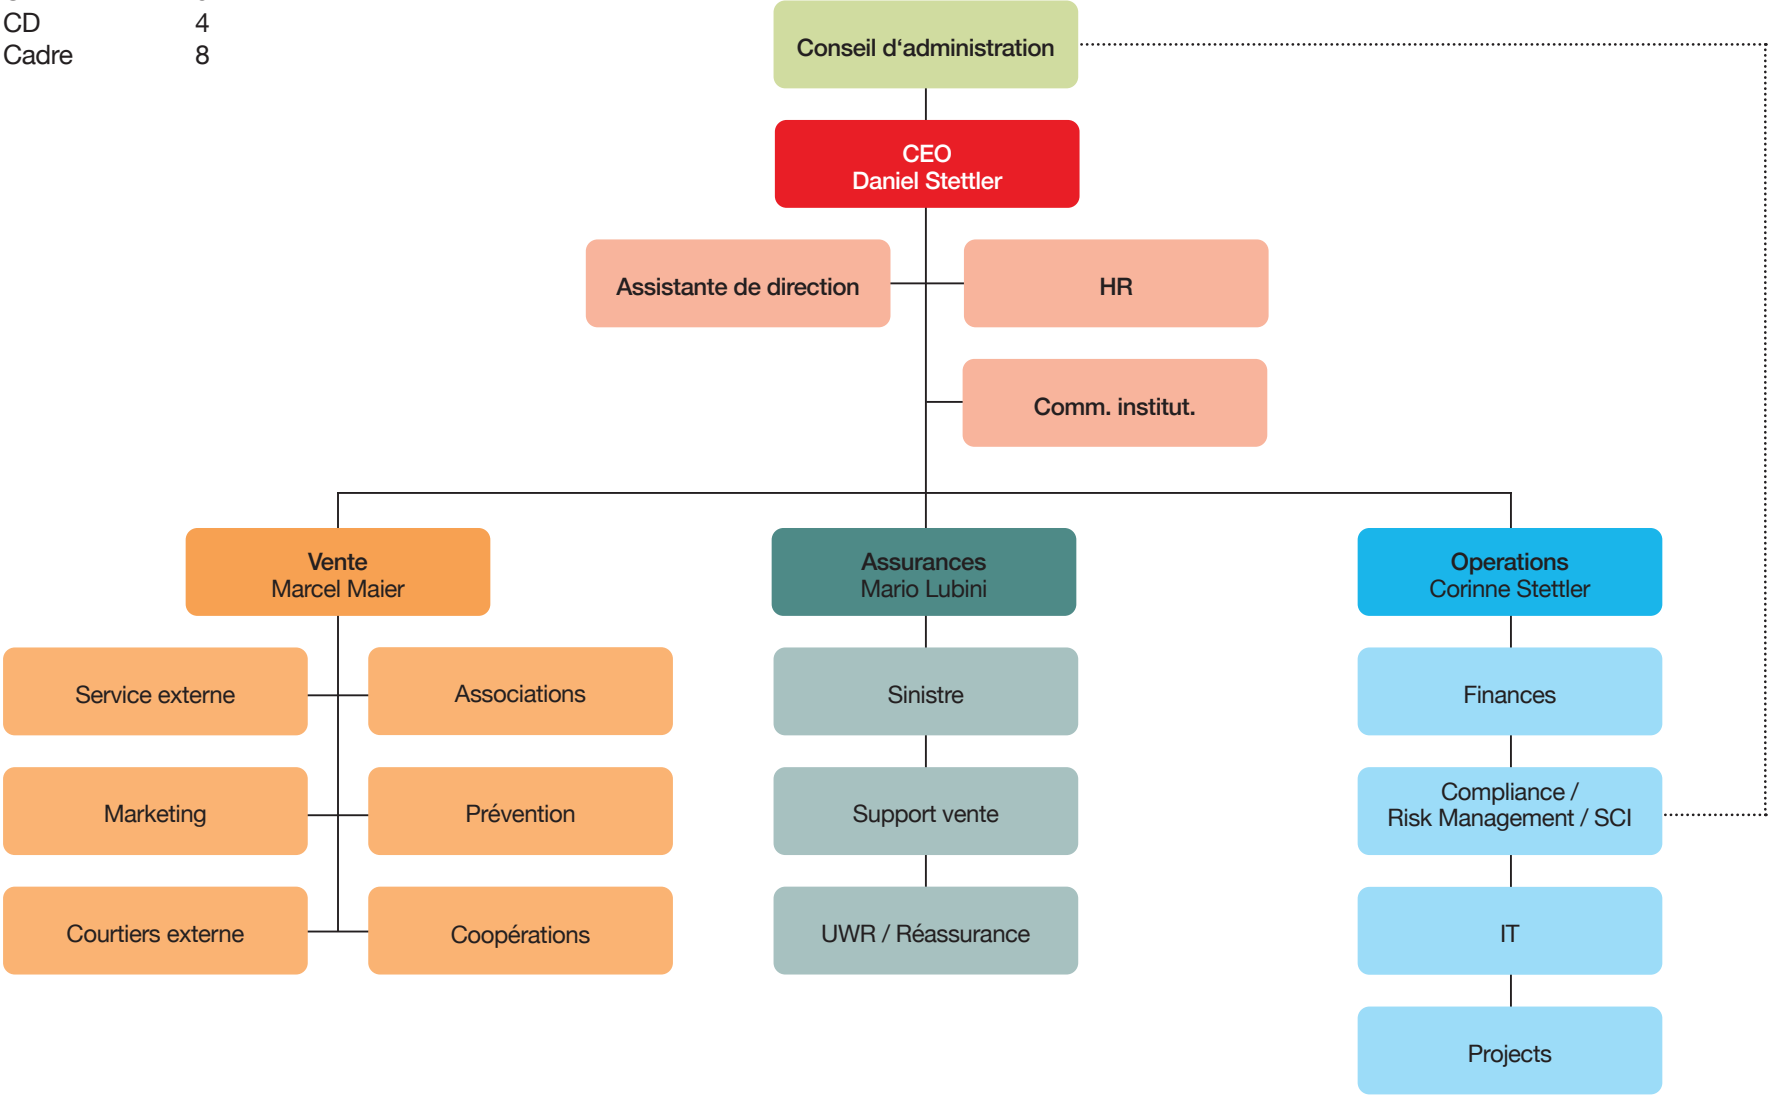 CD 4
Cadre 8
Conseil d‘administration
CEO
Daniel Stettler
Assistante de direction
HR
Comm. institut.
Vente
Marcel Maier
Assurances
Mario Lubini
Operations
Corinne Stettler
Service externe
Associations
Sinistre
Finances
Marketing
Prévention
Support vente
Compliance /
Risk Management / SCI
Courtiers externe
Coopérations
UWR / Réassurance
IT
Projects